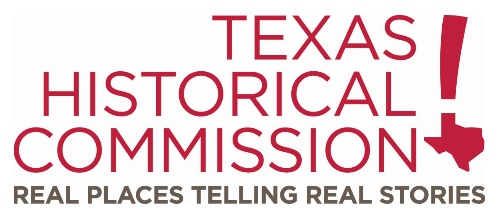 TEXAS
HISTORICAL
COMMISSION!
REAL PLACES TELLING REAL STORIES